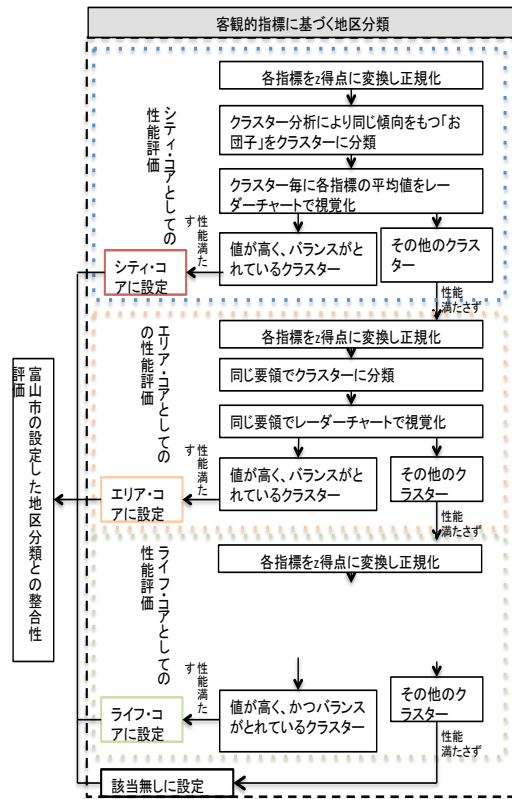 客観的指標に基づく地区分類
シティ・コアとしての
性能評価
各指標をz得点に変換し正規化
クラスター分析により同じ傾向をもつ「お
団子」をクラスターに分類
クラスター毎に各指標の平均値をレー
ダーチャートで視覚化
性能満た
す
値が高く、バランスがと
れているクラスター
その他のクラス
ター
シティ・コ
アに設定
性能
満たさず
エリア・コアとしての
の性能評価
各指標をz得点に変換し正規化
同じ要領でクラスターに分類
同じ要領でレーダーチャートで視覚化
性能満た
す
値が高く、バランスがと
れているクラスター
その他の
クラスター
エリア・コ
アに設定
性能
満たさず
富山市の設定した地区分類との整合性
評価
ライフ・コアとしての
性能評価
各指標をz得点に変換し正規化
性能満た
す
値が高く、かつバランス
がとれているクラスター
その他のクラ
スター
ライフ・コ
アに設定
性能
満たさず
該当無しに設定